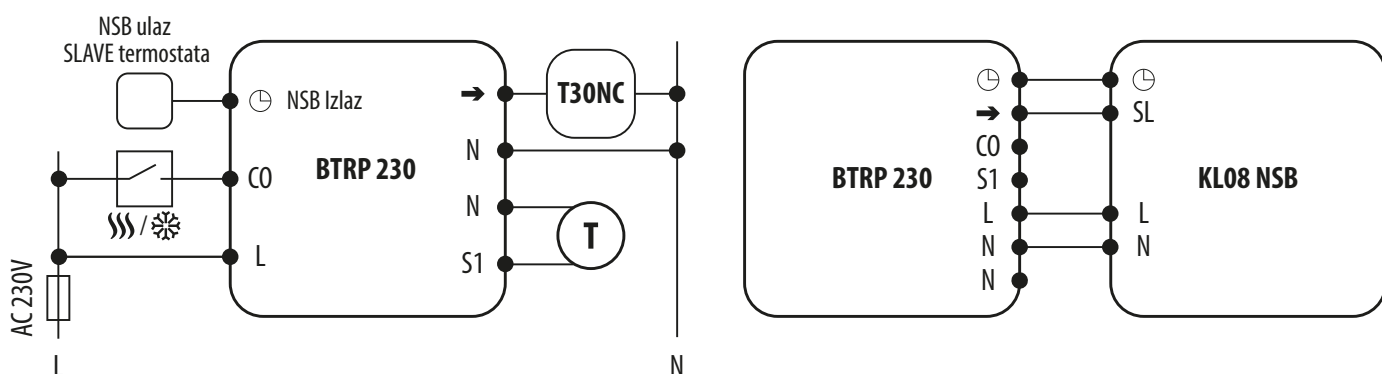 NSB ulaz
SLAVE termostata
NSB Izlaz
CO
L
AC 230V
L
BTRP 230
➔
N
N
S1
T30NC
T
N
BTRP 230
➔
CO
S1
L
N
N
SL
L
N
KL08 NSB